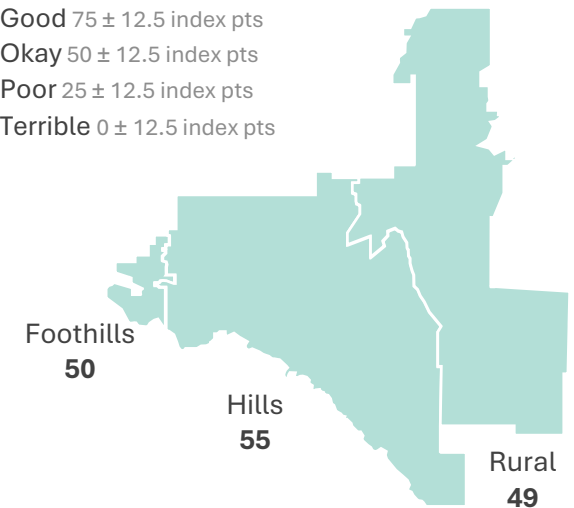 Good 75 ± 12.5 index pts
Okay 50 ± 12.5 index pts
Poor 25 ± 12.5 index pts
Terrible 0 ± 12.5 index pts
Foothills
50
Hills
55
Rural
49